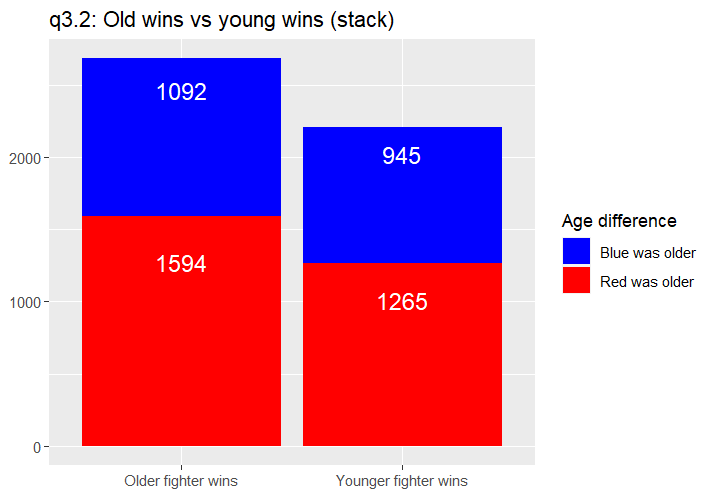 q3.2: Old wins vs young wins (stack)
1092
945
2000
Age difference
Blue was older
1594
Red was older
1265
1000
0
Older fighter wins
Younger fighter wins